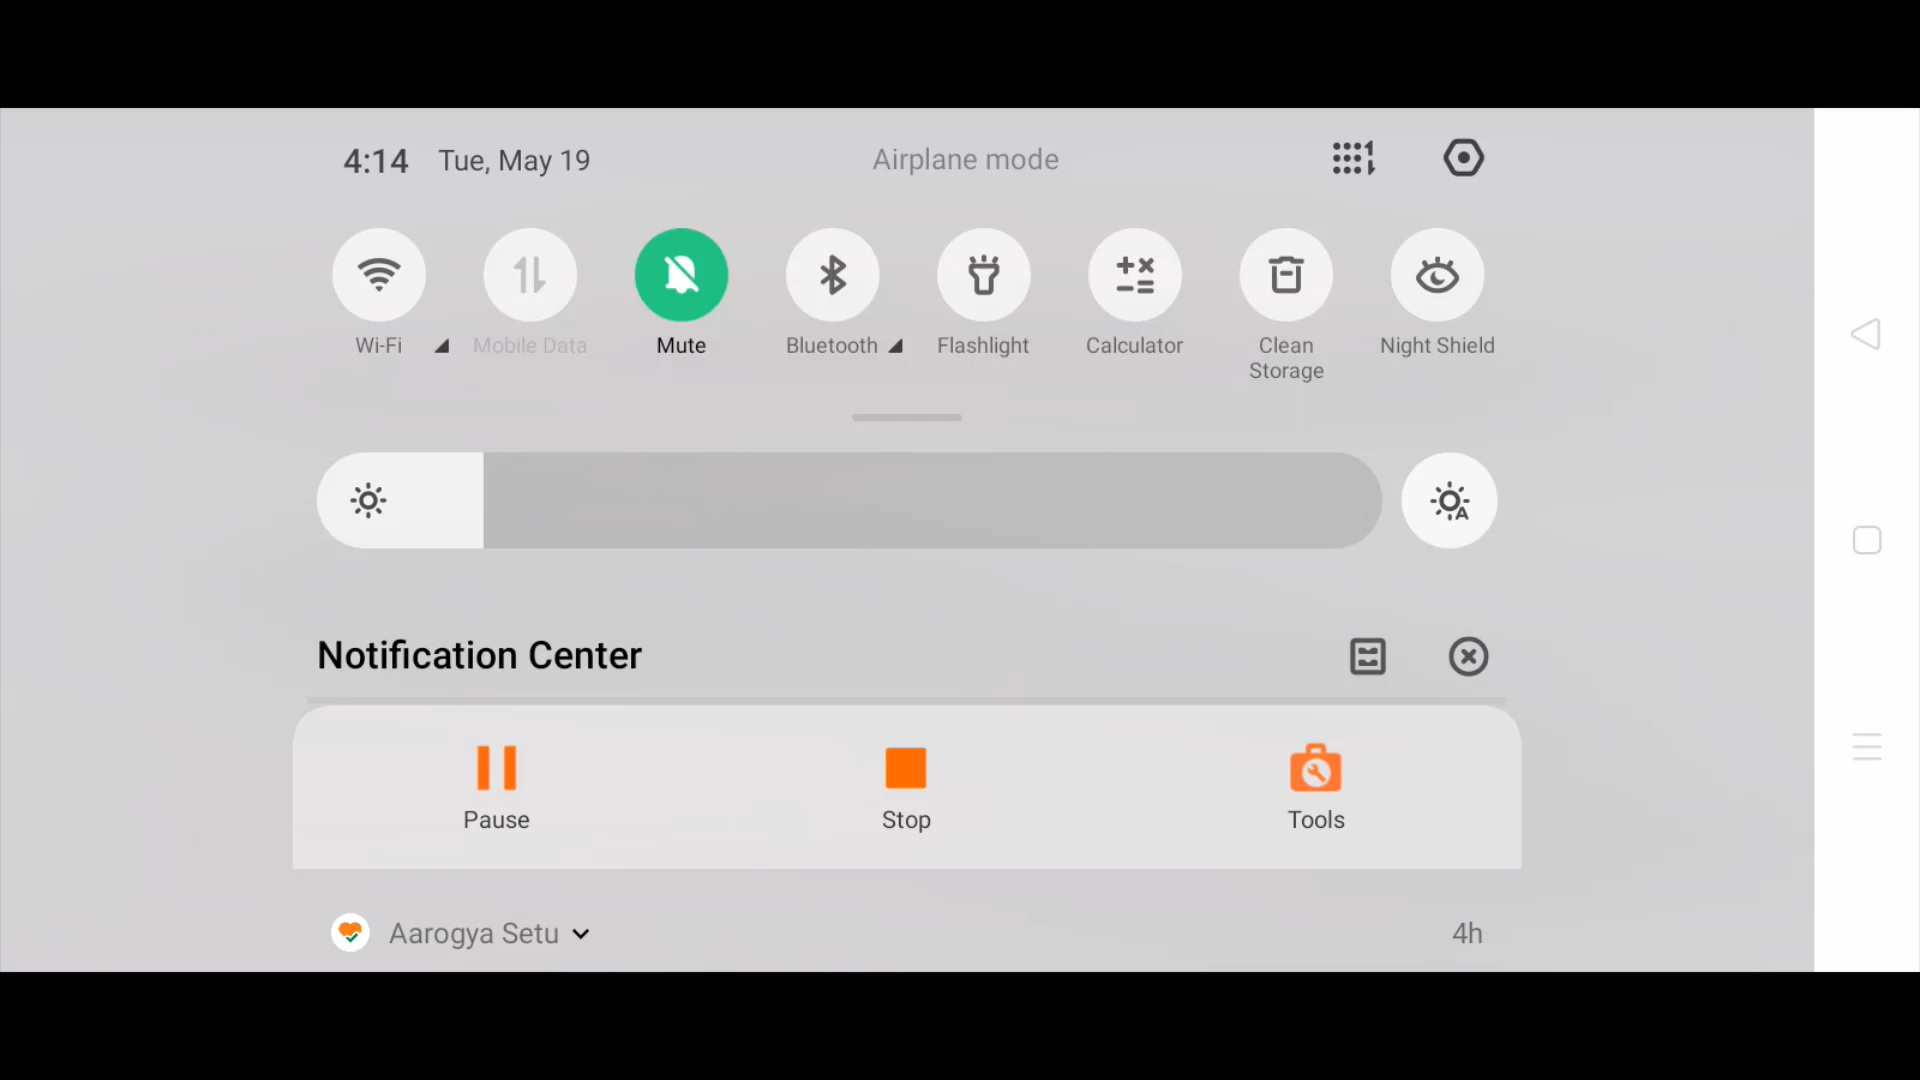 4:14 Tue, May 19 Airplane mode
Wi-Fi Mobile Data Mute Bluetooth Flashlight Calculator Clean Storage Night Shield
Notification Center
Pause Stop Tools
Aarogya Setu 4h